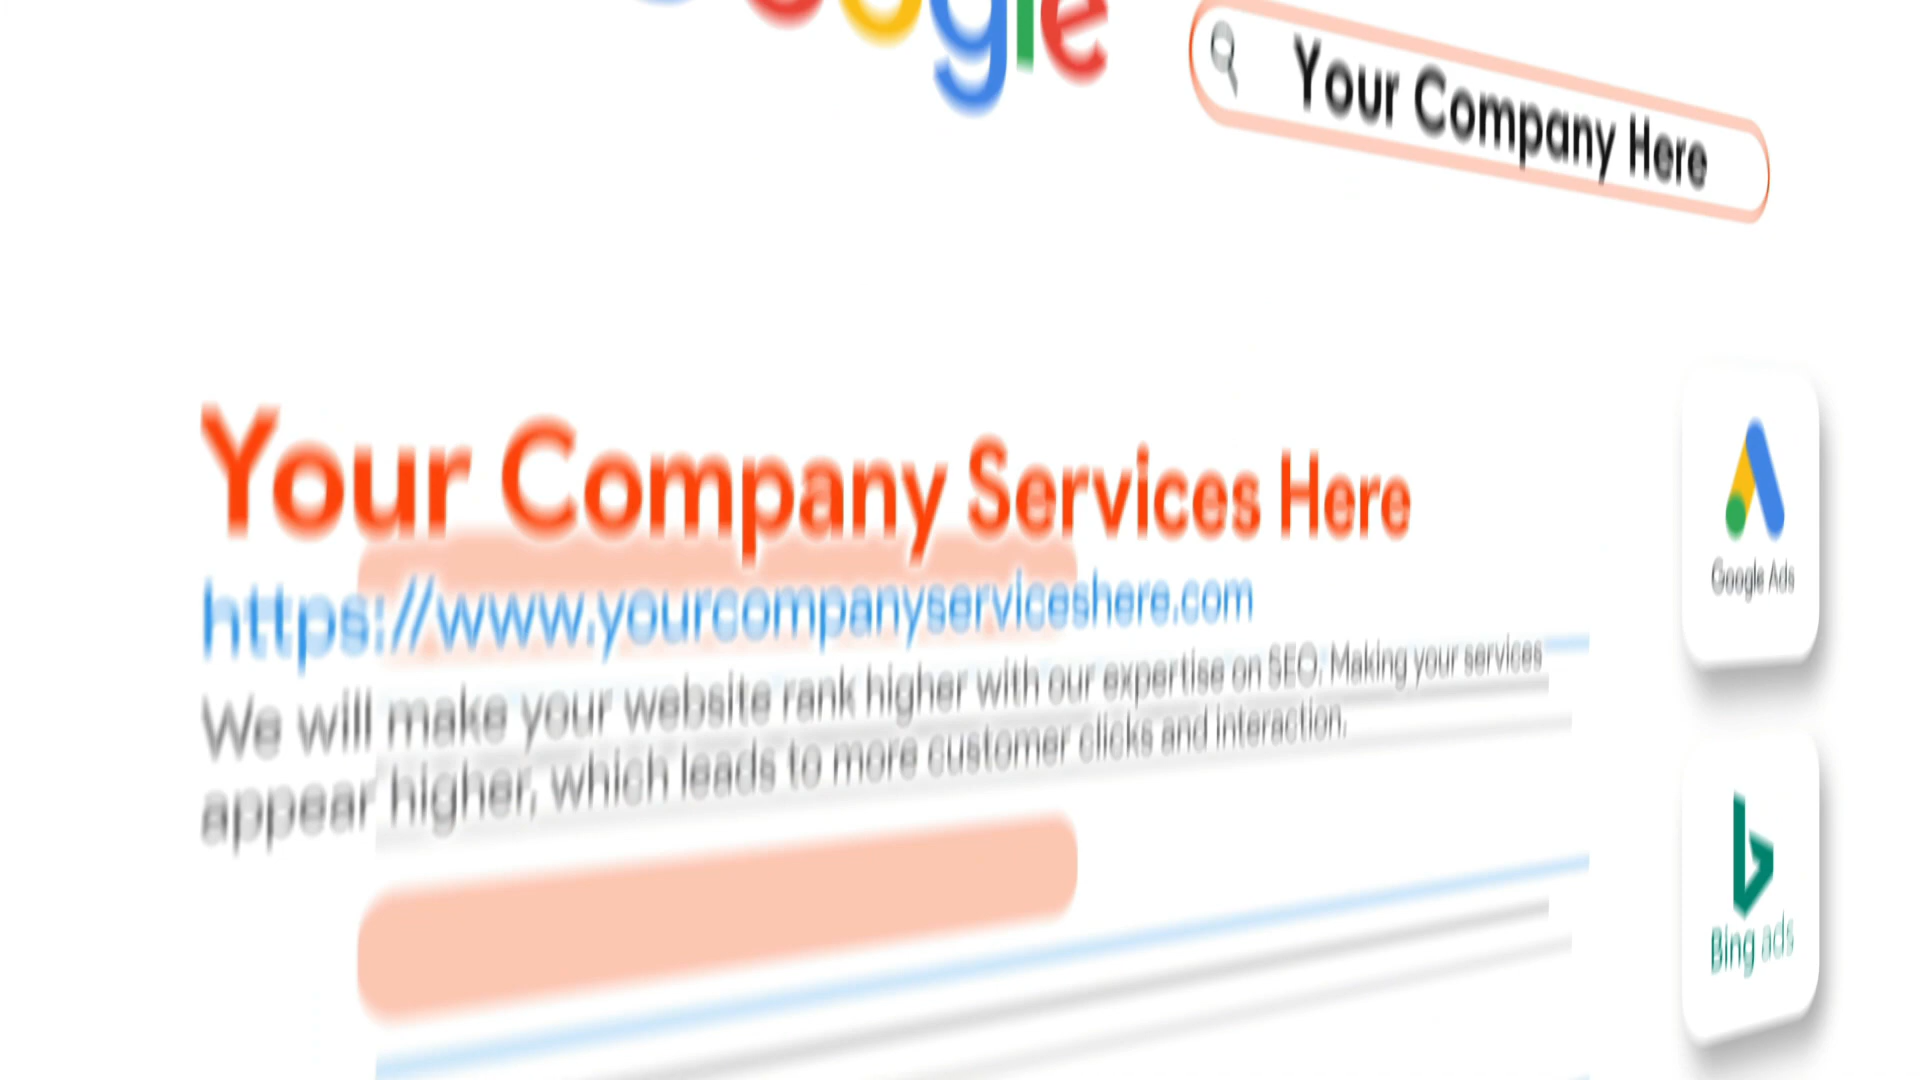 Google
Your Company Here
Your Company Services Here
https://www.yourcompanyserviceshere.com
We will make your website rank higher with our expertise on SEO. Making your services
appear higher, which leads to more customer clicks and interaction.
Google Ads
Bing ads